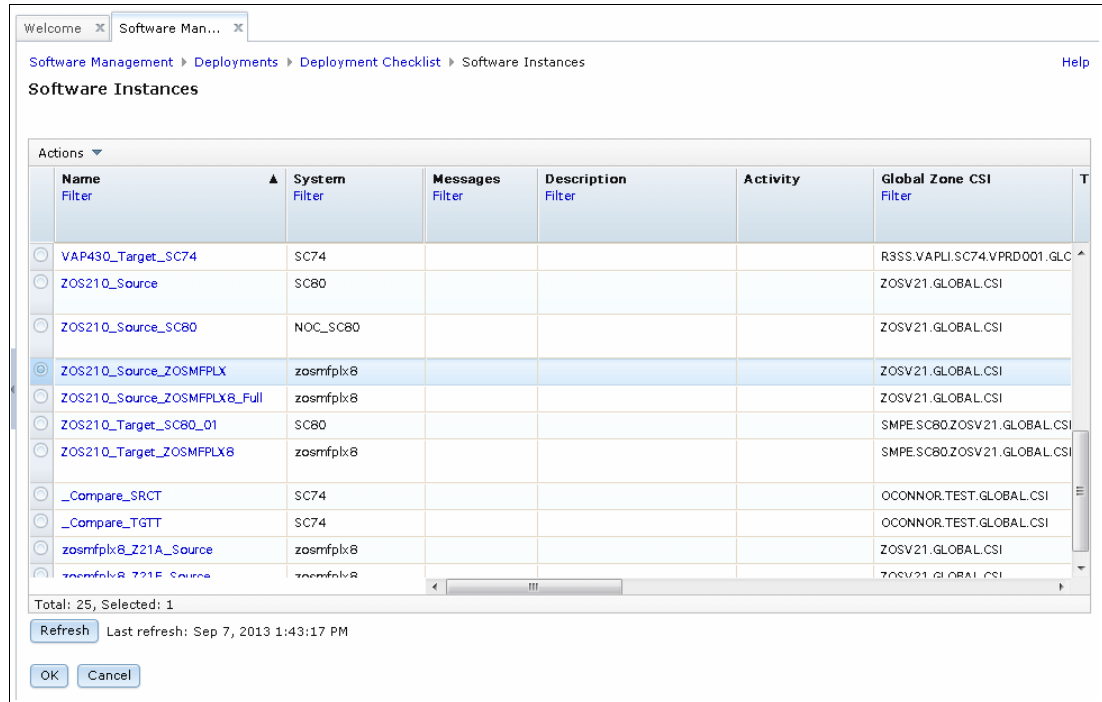 Welcome x Software Man... x
Software Management Deployments Deployment Checklist Software Instances Help
Software Instances
Actions
Name System Messages Description Activity Global Zone CSI T
Filter Filter Filter Filter Filter
VAP430_Target_SC74 SC74 R3SS.VAPLI.SC74.VPRD001.GLC
ZOS210_Source SC80 ZOSV21.GLOBAL.CSI
ZOS210_Source_SC80 NOC_SC80 ZOSV21.GLOBAL.CSI
ZOS210_Source_ZOSMFPLX zosmfplx8 ZOSV21.GLOBAL.CSI
ZOS210_Source_ZOSMFPLX8_Full zosmfplx8 ZOSV21.GLOBAL.CSI
ZOS210_Target_SC80_01 SC80 SMPE.SC80.ZOSV21.GLOBAL.CSI
ZOS210_Target_ZOSMFPLX8 zosmfplx8 SMPE.SC80.ZOSV21.GLOBAL.CSI
_Compare_SRCT SC74 OCONNOR.TEST.GLOBAL.CSI
_Compare_TGTT SC74 OCONNOR.TEST.GLOBAL.CSI
zosmfplx8_Z21A_Source zosmfplx8 ZOSV21.GLOBAL.CSI
zosmfplx8 ZOSV21.GLOBAL.CSI
Total: 25, Selected: 1
Refresh Last refresh: Sep 7, 2013 1:43:17 PM
OK Cancel